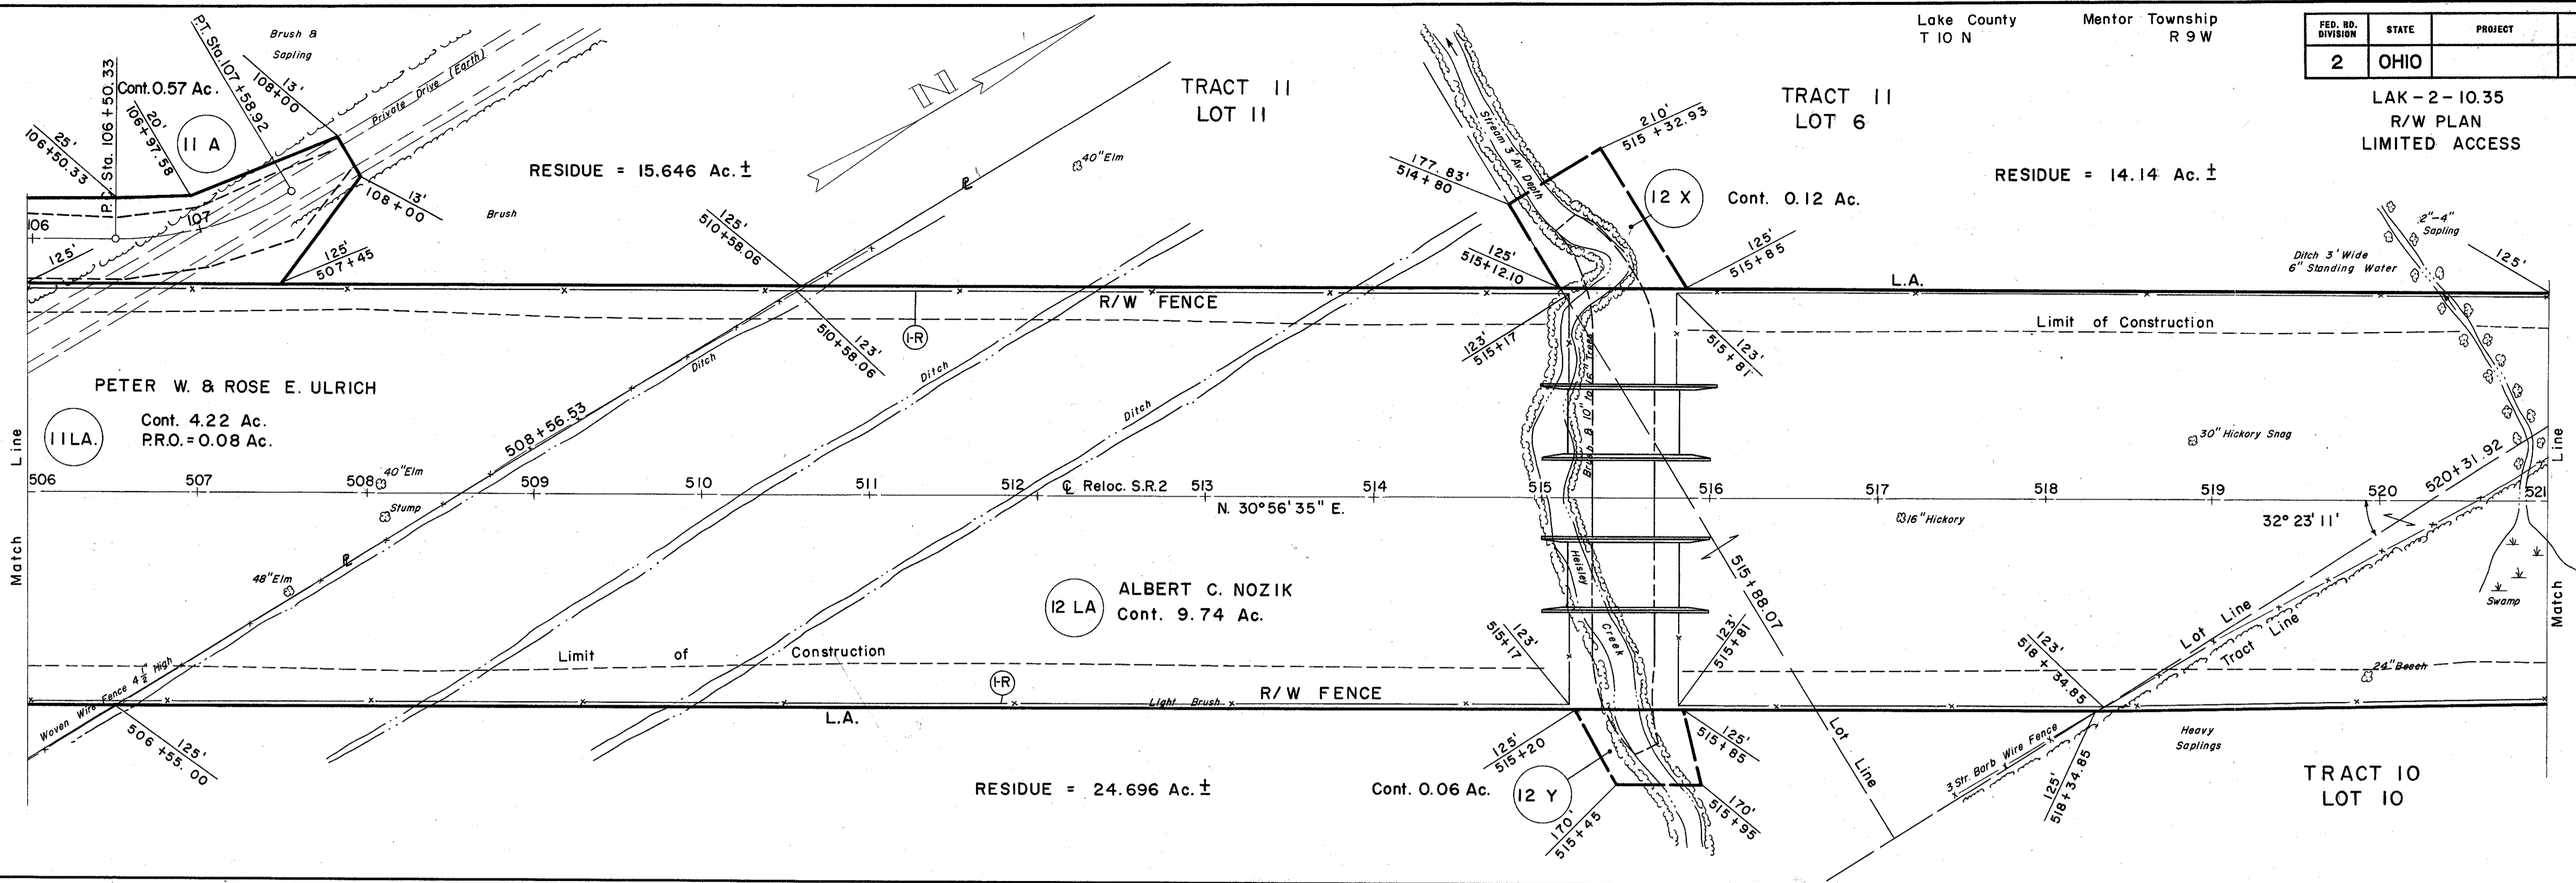 Lake County
Mentor Township
T 10 N
R 9 W
FED. RD. DIVISION
STATE
PROJECT
2
OHIO
LAK-2-10.35
R/W PLAN
LIMITED ACCESS
P.T. Sta. 107+58.92
Brush &
Sapling
P.C. Sta. 106+50.33
Cont. 0.57 Ac.
13'
108+00
Private Drive (Earth)
25'
106+50.33
20'
106+97.58
11 A
N
TRACT 11
LOT 11
RESIDUE = 15.646 Ac. ±
℄
40" Elm
13'
108+00
Brush
106
107
125'
125'
507+45
125'
510+58.06
Stream 3' Av. Depth
177.83'
514+80
210'
515+32.93
TRACT 11
LOT 6
12 X
Cont. 0.12 Ac.
RESIDUE = 14.14 Ac. ±
125'
515+12.10
125'
515+85
L.A.
2"-4"
Sapling
Ditch 3' Wide
6" Standing Water
125'
R/W FENCE
1-R
123'
510+58.06
123'
515+17
123'
515+81
Limit of Construction
Ditch
Ditch
Ditch
PETER W. & ROSE E. ULRICH
11 LA.
Cont. 4.22 Ac.
P.R.O. = 0.08 Ac.
508+56.53
Brush & 10" to 16" Trees
30" Hickory Snag
520+31.92
Match Line
Match Line
40" Elm
Stump
506
507
508
509
510
511
512
℄ Reloc. S.R.2
513
514
515
516
517
518
519
520
521
N. 30° 56' 35" E.
16" Hickory
32° 23' 11'
48" Elm
℄
12 LA
ALBERT C. NOZIK
Cont. 9.74 Ac.
Heisley Creek
515+88.07
Swamp
Lot Line
Tract Line
123'
515+17
123'
515+81
123'
518+34.85
24" Beech
Limit of Construction
Woven Wire Fence 4½" High
1-R
Light Brush
R/W FENCE
L.A.
125'
506+55.00
125'
515+20
125'
515+85
Lot Line
3 Str. Barb Wire Fence
125'
518+34.85
Heavy
Saplings
RESIDUE = 24.696 Ac. ±
Cont. 0.06 Ac.
12 Y
170'
515+45
170'
515+95
TRACT 10
LOT 10